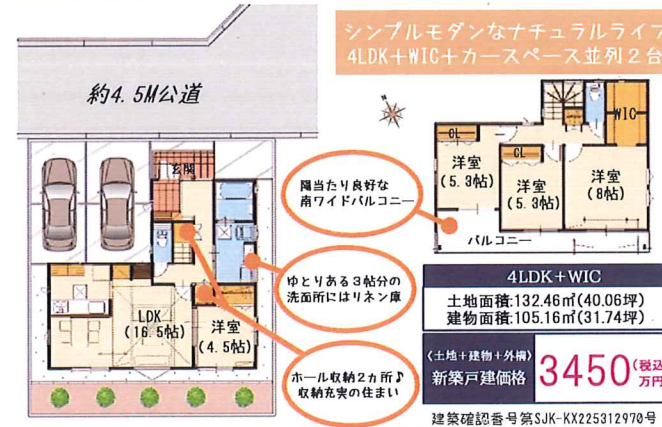 シンプルモダンなナチュラルライフ
4LDK+WIC+カースペース並列2台
約4.5M公道
玄関
LDK
(16.5帖)
洋室
(4.5帖)
陽当たり良好な
南ワイドバルコニー
ゆとりある3帖分の
洗面所にはリネン庫
ホール収納2ヵ所♪
収納充実の住まい
CL
洋室
(5.3帖)
CL
洋室
(5.3帖)
WIC
洋室
(8帖)
バルコニー
4LDK+WIC
土地面積:132.46㎡(40.06坪)
建物面積:105.16㎡(31.74坪)
〈土地+建物+外構〉
新築戸建価格
3450(税込
万円
建築確認番号第SJK-KX225312970号